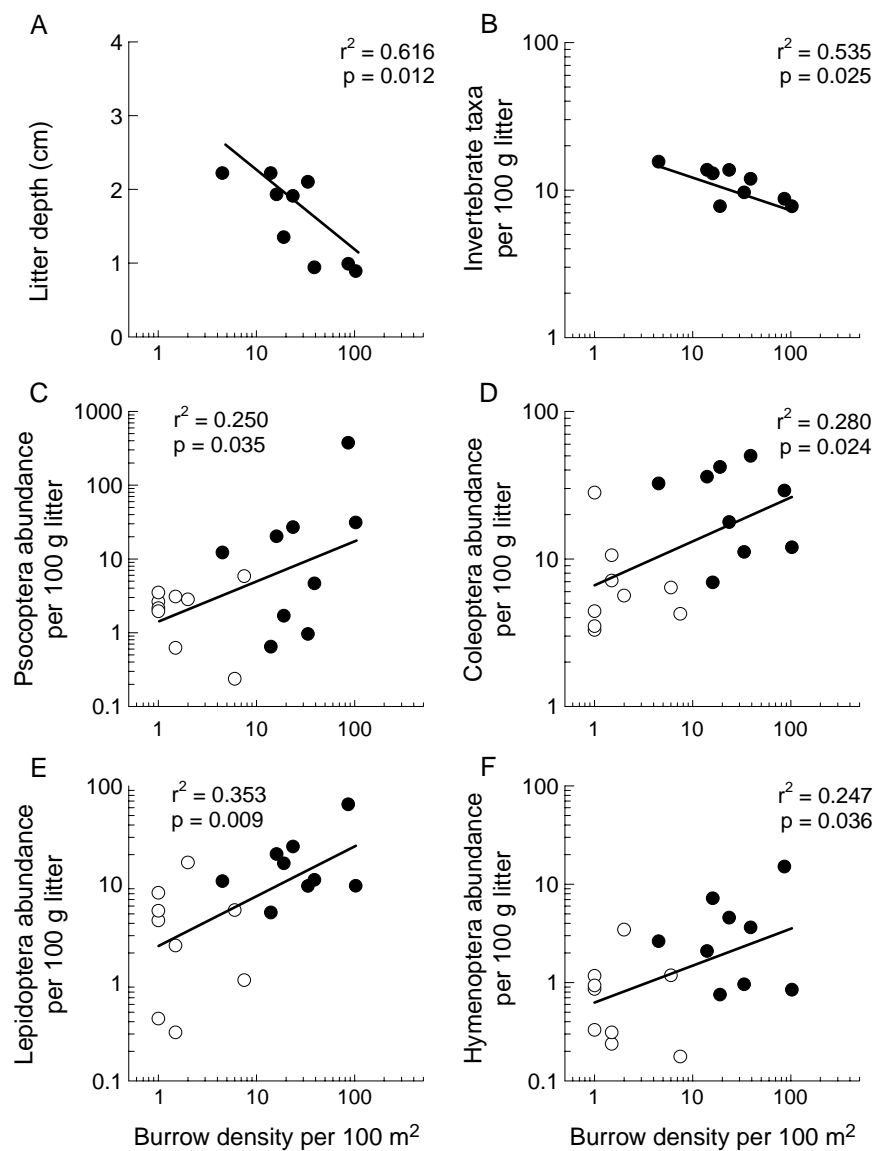 A
r² = 0.616
p = 0.012
4
3
2
1
0
Litter depth (cm)
1
10
100
B
r² = 0.535
p = 0.025
100
10
1
Invertebrate taxa
per 100 g litter
1
10
100
C
r² = 0.250
p = 0.035
1000
100
10
1
0.1
Psocoptera abundance
per 100 g litter
1
10
100
D
r² = 0.280
p = 0.024
100
10
1
Coleoptera abundance
per 100 g litter
1
10
100
E
r² = 0.353
p = 0.009
100
10
1
0.1
Lepidoptera abundance
per 100 g litter
1
10
100
Burrow density per 100 m²
F
r² = 0.247
p = 0.036
100
10
1
0.1
Hymenoptera abundance
per 100 g litter
1
10
100
Burrow density per 100 m²